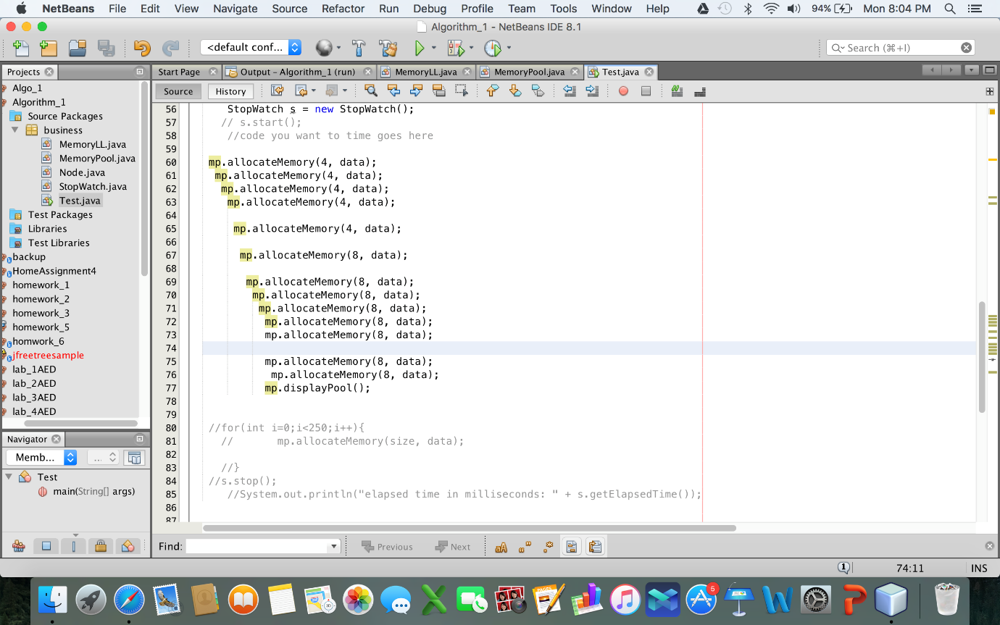 NetBeans File Edit View Navigate Source Refactor Run Debug Profile Team Tools Window Help 94% Mon 8:04 PM
Algorithm_1 - NetBeans IDE 8.1
<default conf... Search (⌘+I)
Projects Start Page Output - Algorithm_1 (run) MemoryLL.java MemoryPool.java Test.java
Source History
Algo_1
Algorithm_1
Source Packages
business
MemoryLL.java
MemoryPool.java
Node.java
StopWatch.java
Test.java
Test Packages
Libraries
Test Libraries
backup
HomeAssignment4
homework_1
homework_2
homework_3
homework_5
homwork_6
jfreetreesample
lab_1AED
lab_2AED
lab_3AED
lab_4AED
Navigator
Memb... ...
Test
main(String[] args)
56 StopWatch s = new StopWatch();
57 // s.start();
58 //code you want to time goes here
59
60 mp.allocateMemory(4, data);
61 mp.allocateMemory(4, data);
62 mp.allocateMemory(4, data);
63 mp.allocateMemory(4, data);
64
65 mp.allocateMemory(4, data);
66
67 mp.allocateMemory(8, data);
68
69 mp.allocateMemory(8, data);
70 mp.allocateMemory(8, data);
71 mp.allocateMemory(8, data);
72 mp.allocateMemory(8, data);
73 mp.allocateMemory(8, data);
74
75 mp.allocateMemory(8, data);
76 mp.allocateMemory(8, data);
77 mp.displayPool();
78
79
80 //for(int i=0;i<250;i++){
81 // mp.allocateMemory(size, data);
82
83 //}
84 //s.stop();
85 //System.out.println("elapsed time in milliseconds: " + s.getElapsedTime());
86
87
Find: Previous Next aA
1 74:11 INS
5